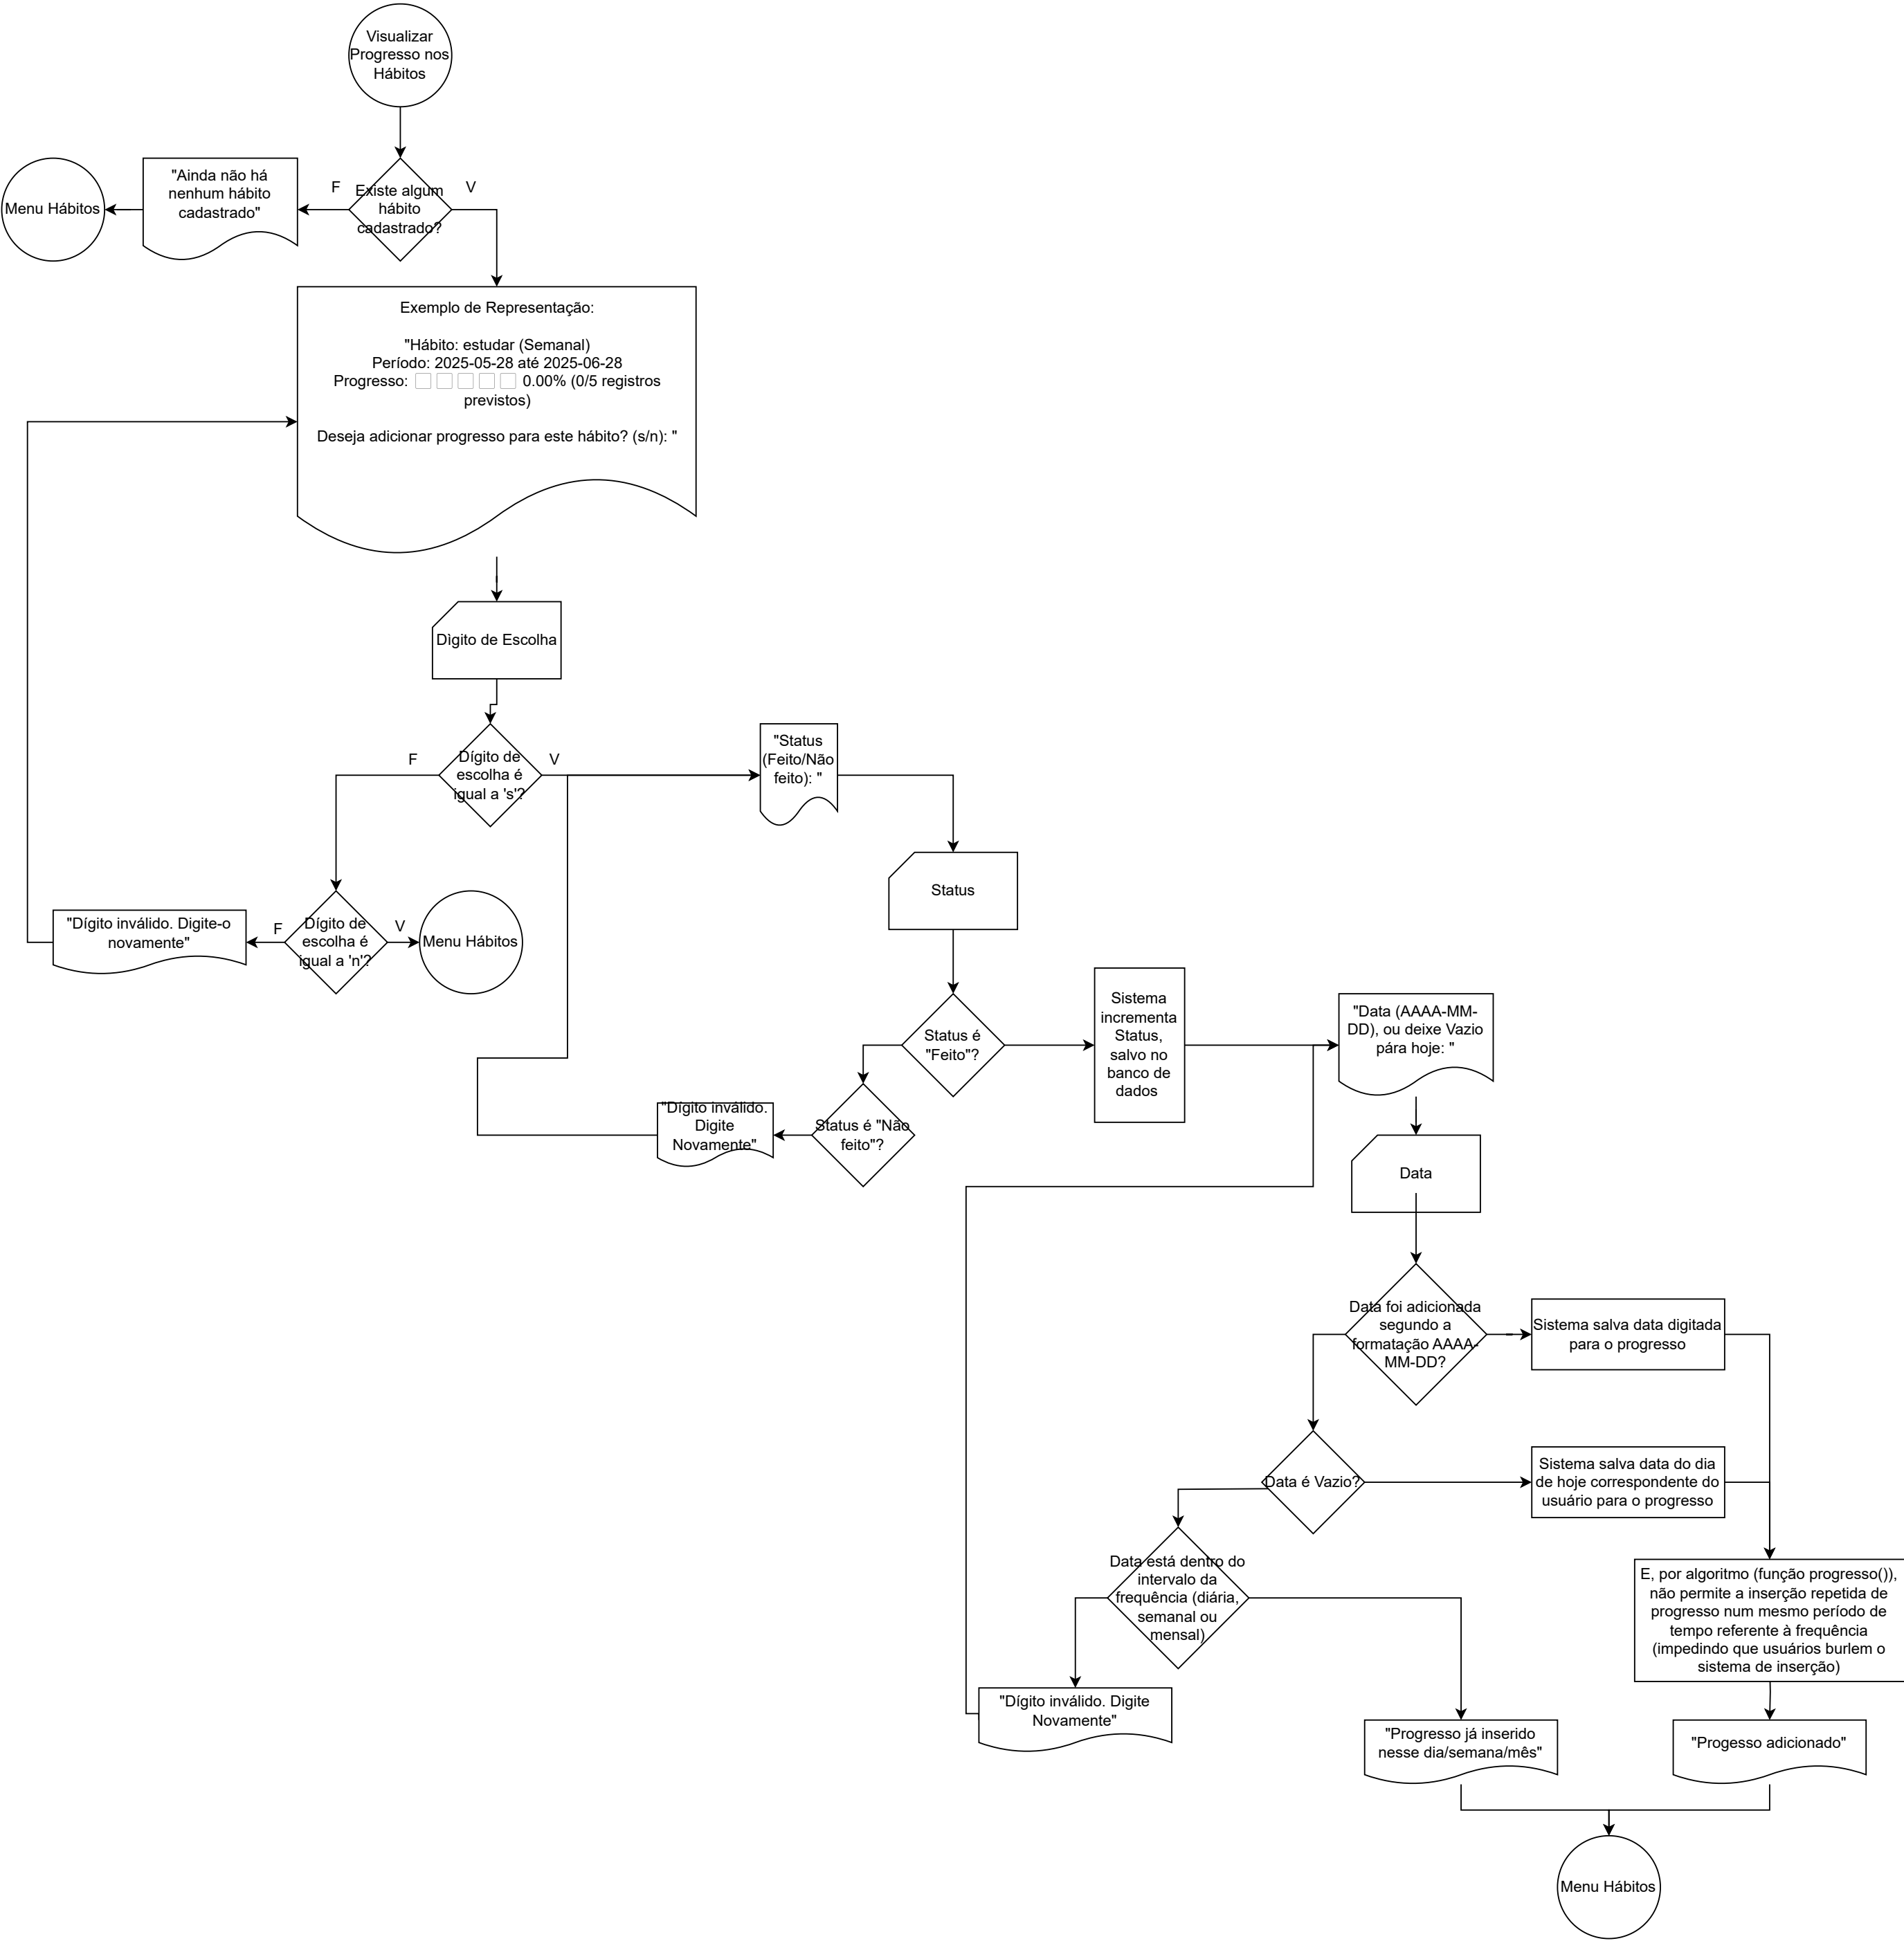 Visualizar
Progresso nos
Hábitos
Menu Hábitos
"Ainda não há
nenhum hábito
cadastrado"
F
Existe algum
hábito
cadastrado?
V
Exemplo de Representação:
"Hábito: estudar (Semanal)
Período: 2025-05-28 até 2025-06-28
Progresso: ⬜⬜⬜⬜⬜ 0.00% (0/5 registros
previstos)
Deseja adicionar progresso para este hábito? (s/n): "
Dìgito de Escolha
F
Dígito de
escolha é
igual a 's'?
V
"Status
(Feito/Não
feito): "
Status
"Dígito inválido. Digite-o
novamente"
F
Dígito de
escolha é
igual a 'n'?
V
Menu Hábitos
Status é
"Feito"?
Sistema
incrementa
Status,
salvo no
banco de
dados
"Data (AAAA-MM-
DD), ou deixe Vazio
pára hoje: "
"Dígito inválido.
Digite
Novamente"
Status é "Não
feito"?
Data
Data foi adicionada
segundo a
formatação AAAA-
MM-DD?
Sistema salva data digitada
para o progresso
Data é Vazio?
Sistema salva data do dia
de hoje correspondente do
usuário para o progresso
Data está dentro do
intervalo da
frequência (diária,
semanal ou
mensal)
E, por algoritmo (função progresso()),
não permite a inserção repetida de
progresso num mesmo período de
tempo referente à frequência
(impedindo que usuários burlem o
sistema de inserção)
"Dígito inválido. Digite
Novamente"
"Progresso já inserido
nesse dia/semana/mês"
"Progesso adicionado"
Menu Hábitos